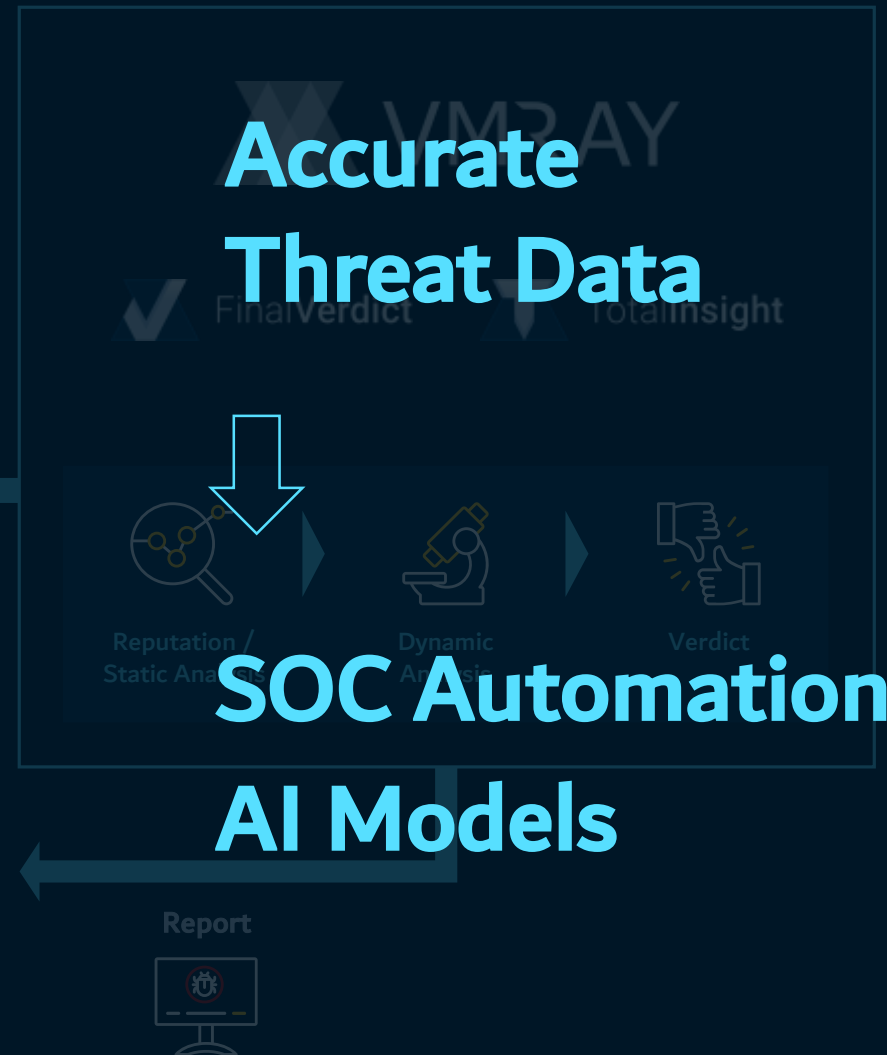 VMRAY
Accurate
Threat Data
FinalVerdict
TotalInsight
Reputation /
Static Analysis
Dynamic
Analysis
Verdict
SOC Automation
AI Models
Report